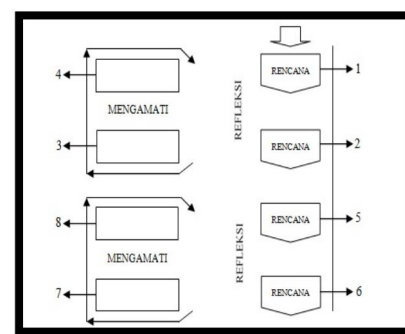 4
RENCANA
1
MENGAMATI
REFLEKSI
3
RENCANA
2
8
RENCANA
5
MENGAMATI
REFLEKSI
7
RENCANA
6